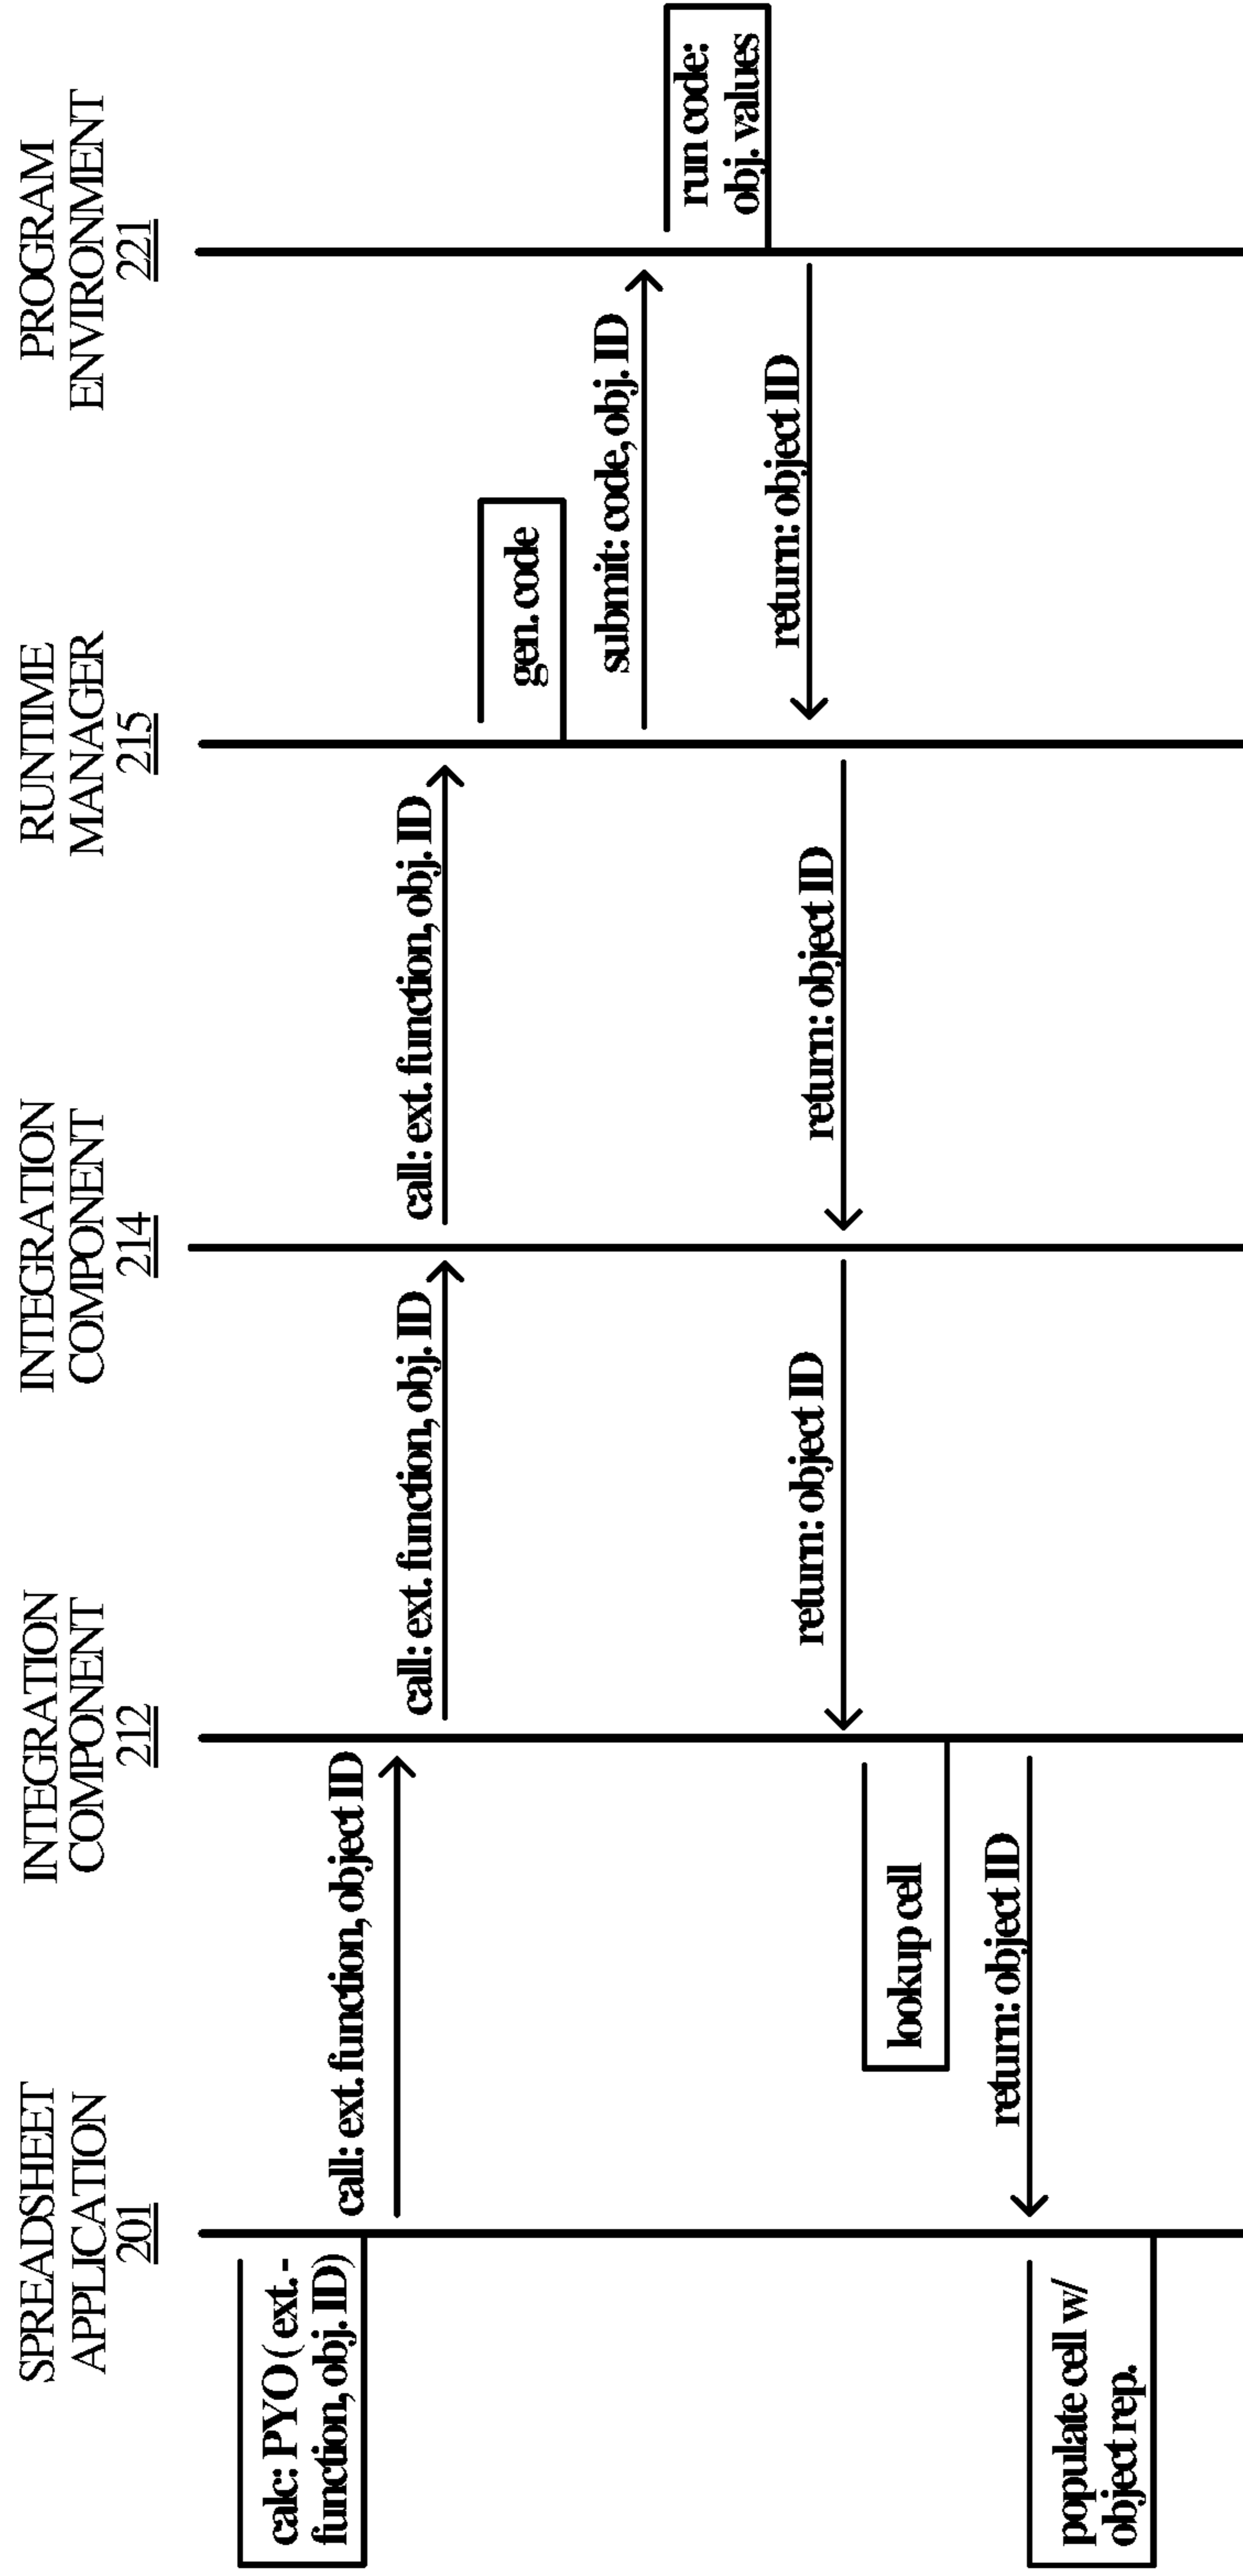 SPREADSHEET
APPLICATION
201
INTEGRATION
COMPONENT
212
INTEGRATION
COMPONENT
214
RUNTIME
MANAGER
215
PROGRAM
ENVIRONMENT
221
calc: PYO ( ext.-
function, obj. ID)
call: ext. function, object ID
call: ext. function, obj. ID
call: ext. function, obj. ID
gen. code
submit: code, obj. ID
run code:
obj. values
return: object ID
return: object ID
return: object ID
lookup cell
return: object ID
populate cell w/
object rep.